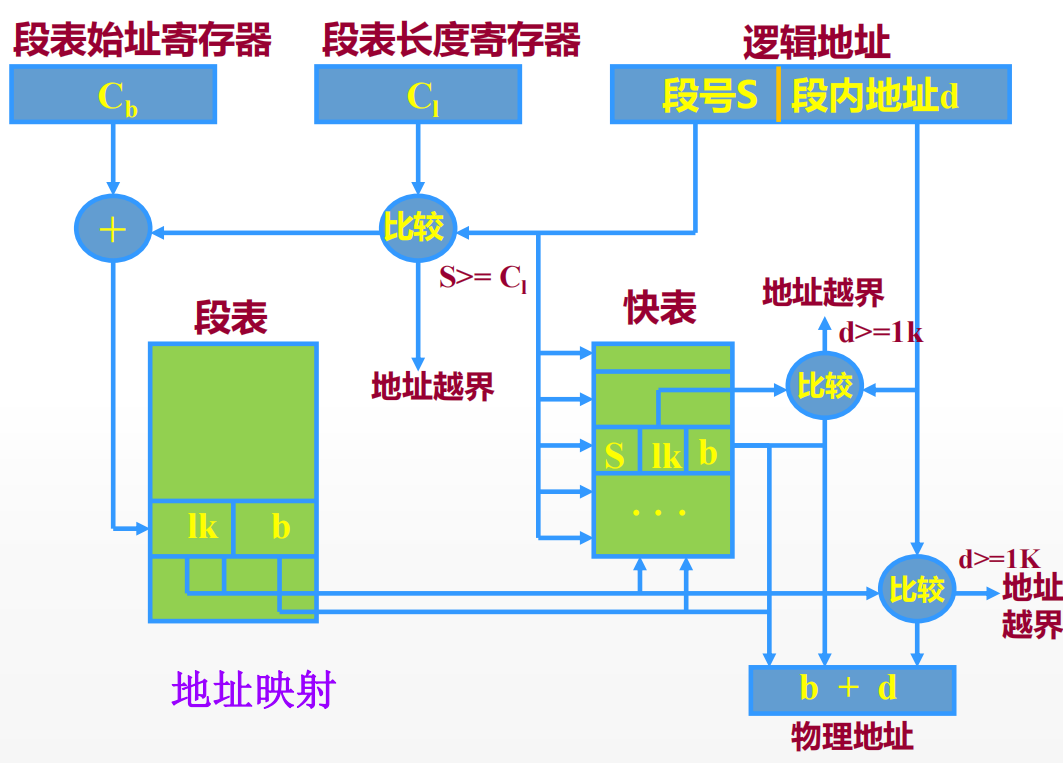 段表始址寄存器
段表长度寄存器
逻辑地址
Cb
Cl
段号S
段内地址d
+
比较
S>= Cl
地址越界
段表
快表
地址越界
d>=1k
比较
S
lk
b
. . .
lk
b
d>=1K
比较
地址
越界
地址映射
b + d
物理地址